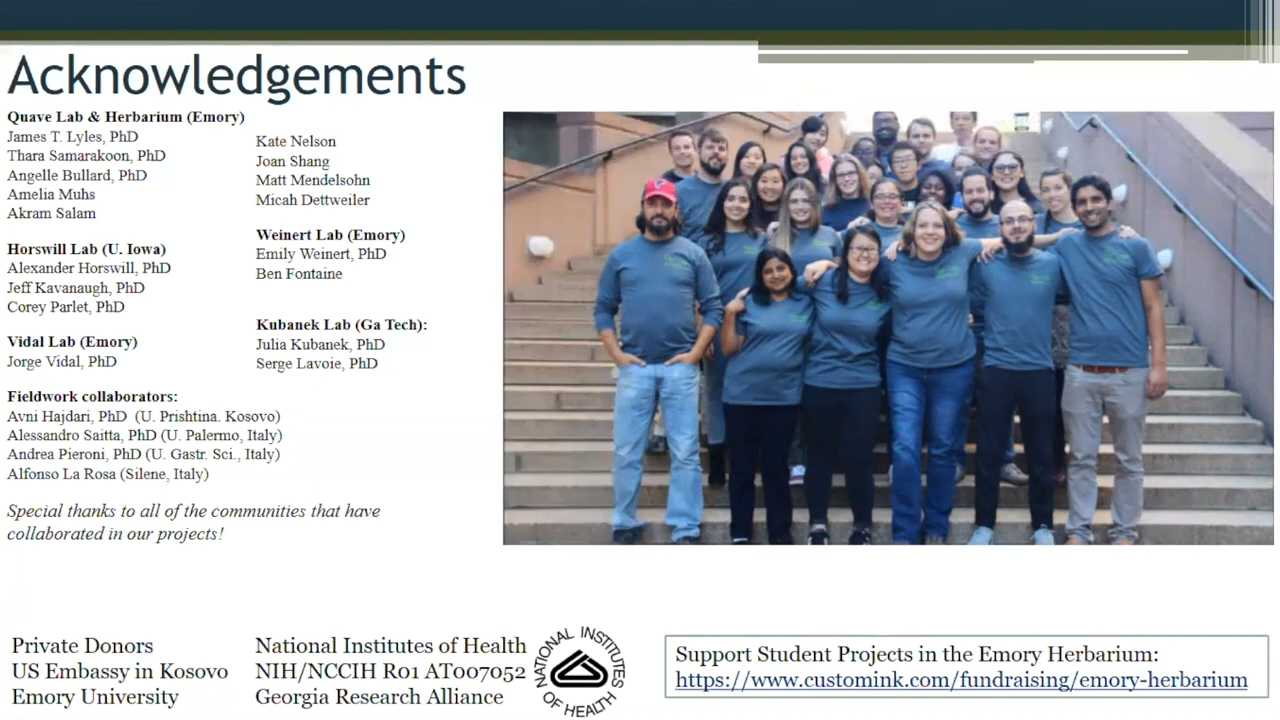 Acknowledgements
Quave Lab & Herbarium (Emory)
James T. Lyles, PhD
Thara Samarakoon, PhD
Angelle Bullard, PhD
Amelia Muhs
Akram Salam
Kate Nelson
Joan Shang
Matt Mendelsohn
Micah Dettweiler
Horswill Lab (U. Iowa)
Alexander Horswill, PhD
Jeff Kavanaugh, PhD
Corey Parlet, PhD
Weinert Lab (Emory)
Emily Weinert, PhD
Ben Fontaine
Vidal Lab (Emory)
Jorge Vidal, PhD
Kubanek Lab (Ga Tech):
Julia Kubanek, PhD
Serge Lavoie, PhD
Fieldwork collaborators:
Avni Hajdari, PhD (U. Prishtina. Kosovo)
Alessandro Saitta, PhD (U. Palermo, Italy)
Andrea Pieroni, PhD (U. Gastr. Sci., Italy)
Alfonso La Rosa (Silene, Italy)
Special thanks to all of the communities that have
collaborated in our projects!
Private Donors
US Embassy in Kosovo
Emory University
National Institutes of Health
NIH/NCCIH R01 AT007052
Georgia Research Alliance
NATIONAL INSTITUTES OF HEALTH
Support Student Projects in the Emory Herbarium:
https://www.customink.com/fundraising/emory-herbarium